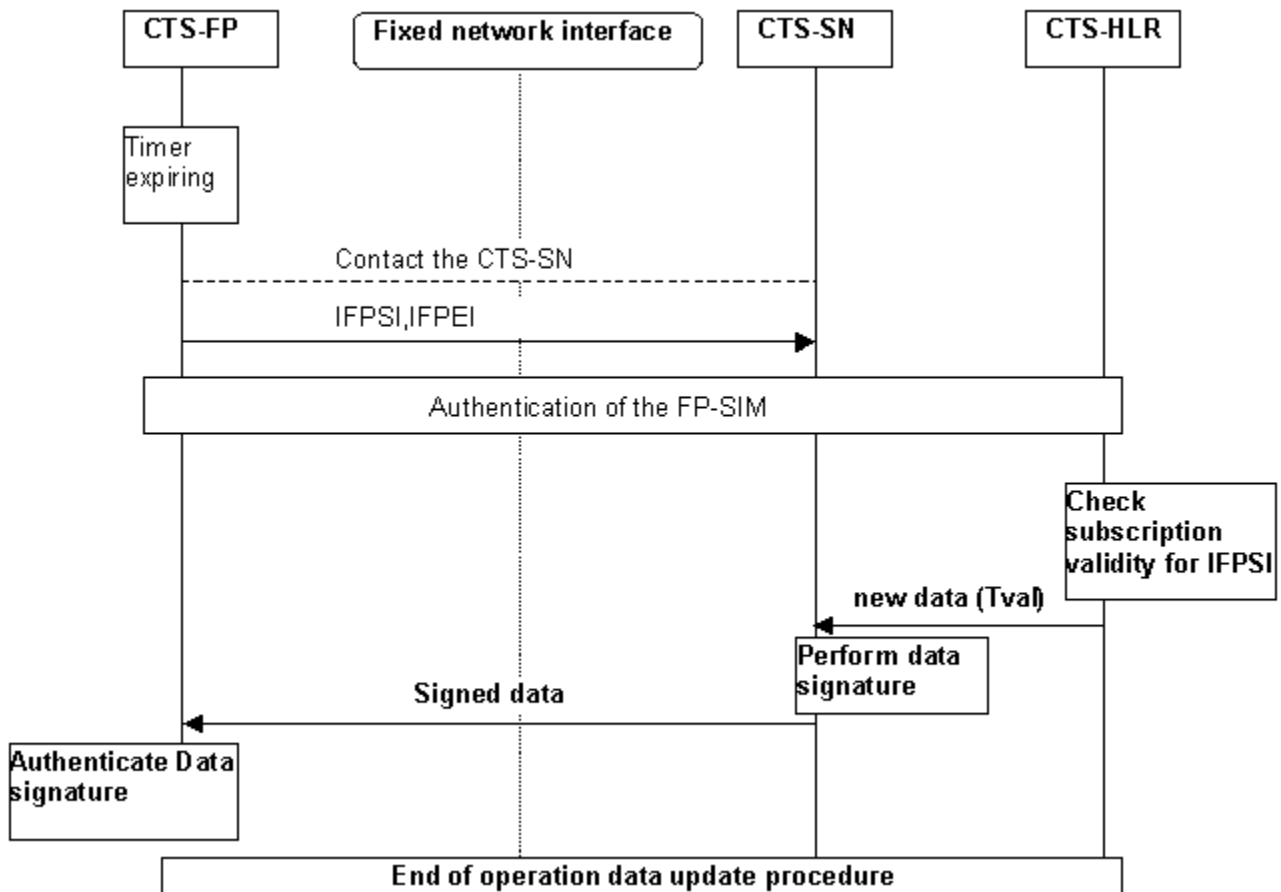 CTS-FP
Fixed network interface
CTS-SN
CTS-HLR
Timer
expiring
Contact the CTS-SN
IFPSI,IFPEI
Authentication of the FP-SIM
Check
subscription
validity for IFPSI
new data (Tval)
Perform data
signature
Signed data
Authenticate Data
signature
End of operation data update procedure